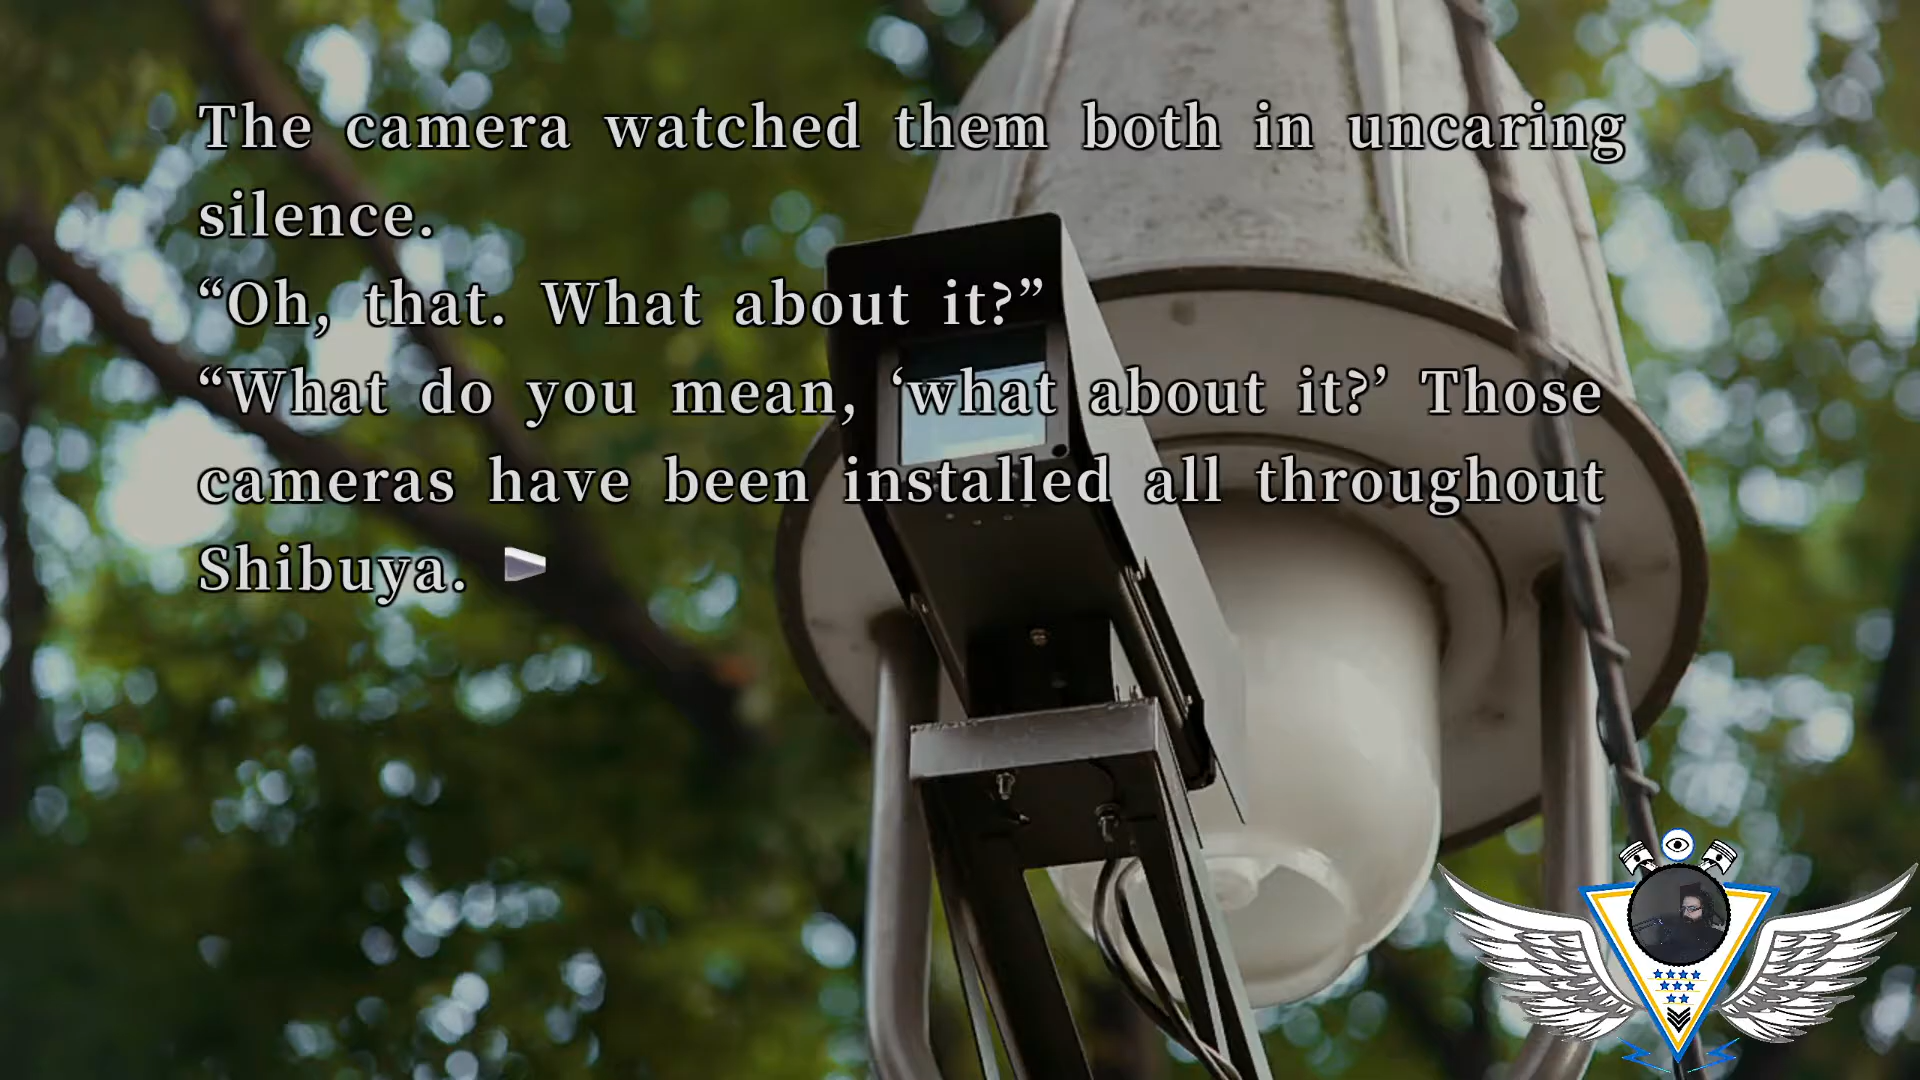 The camera watched them both in uncaring
silence.
“Oh, that. What about it?”
“What do you mean, ‘what about it?’ Those
cameras have been installed all throughout
Shibuya.